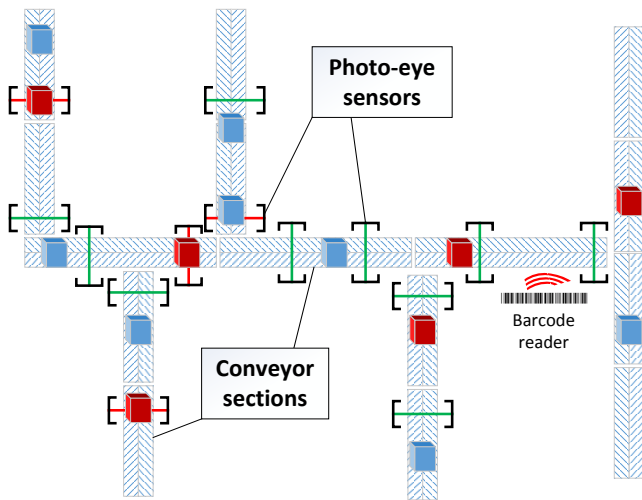 Photo-eye
sensors
Barcode
reader
Conveyor
sections